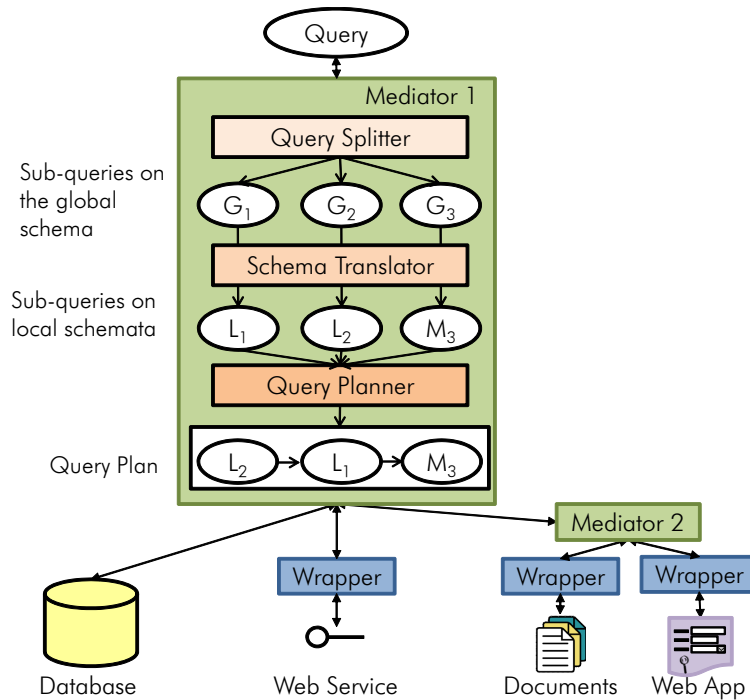 Query
Mediator 1
Query Splitter
Sub-queries on
the global
schema
G1
G2
G3
Schema Translator
Sub-queries on
local schemata
L1
L2
M3
Query Planner
Query Plan
L2
L1
M3
Mediator 2
Wrapper
Wrapper
Wrapper
Database
Web Service
Documents
Web App